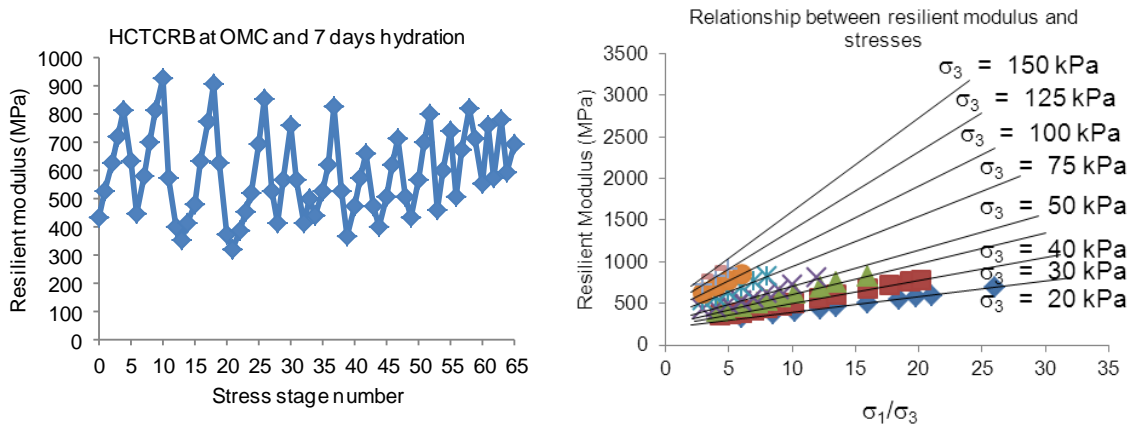 HCTCRB at OMC and 7 days hydration
1000
900
800
700
600
500
400
300
200
100
0
Resilient modulus (MPa)
0 5 10 15 20 25 30 35 40 45 50 55 60 65
Stress stage number
Relationship between resilient modulus and
stresses
3500
3000
2500
2000
1500
1000
500
0
Resilient Modulus (MPa)
σ3 = 150 kPa
σ3 = 125 kPa
σ3 = 100 kPa
σ3 = 75 kPa
σ3 = 50 kPa
σ3 = 40 kPa
σ3 = 30 kPa
σ3 = 20 kPa
0 5 10 15 20 25 30 35
σ1/σ3